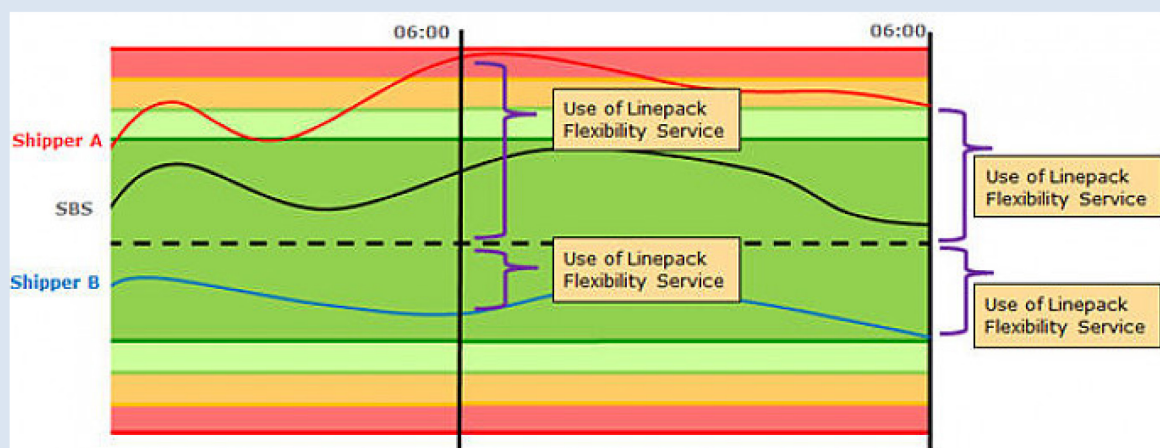 06:00
06:00
Use of Linepack
Flexibility Service
Shipper A
Use of Linepack
Flexibility Service
SBS
Use of Linepack
Flexibility Service
Shipper B
Use of Linepack
Flexibility Service